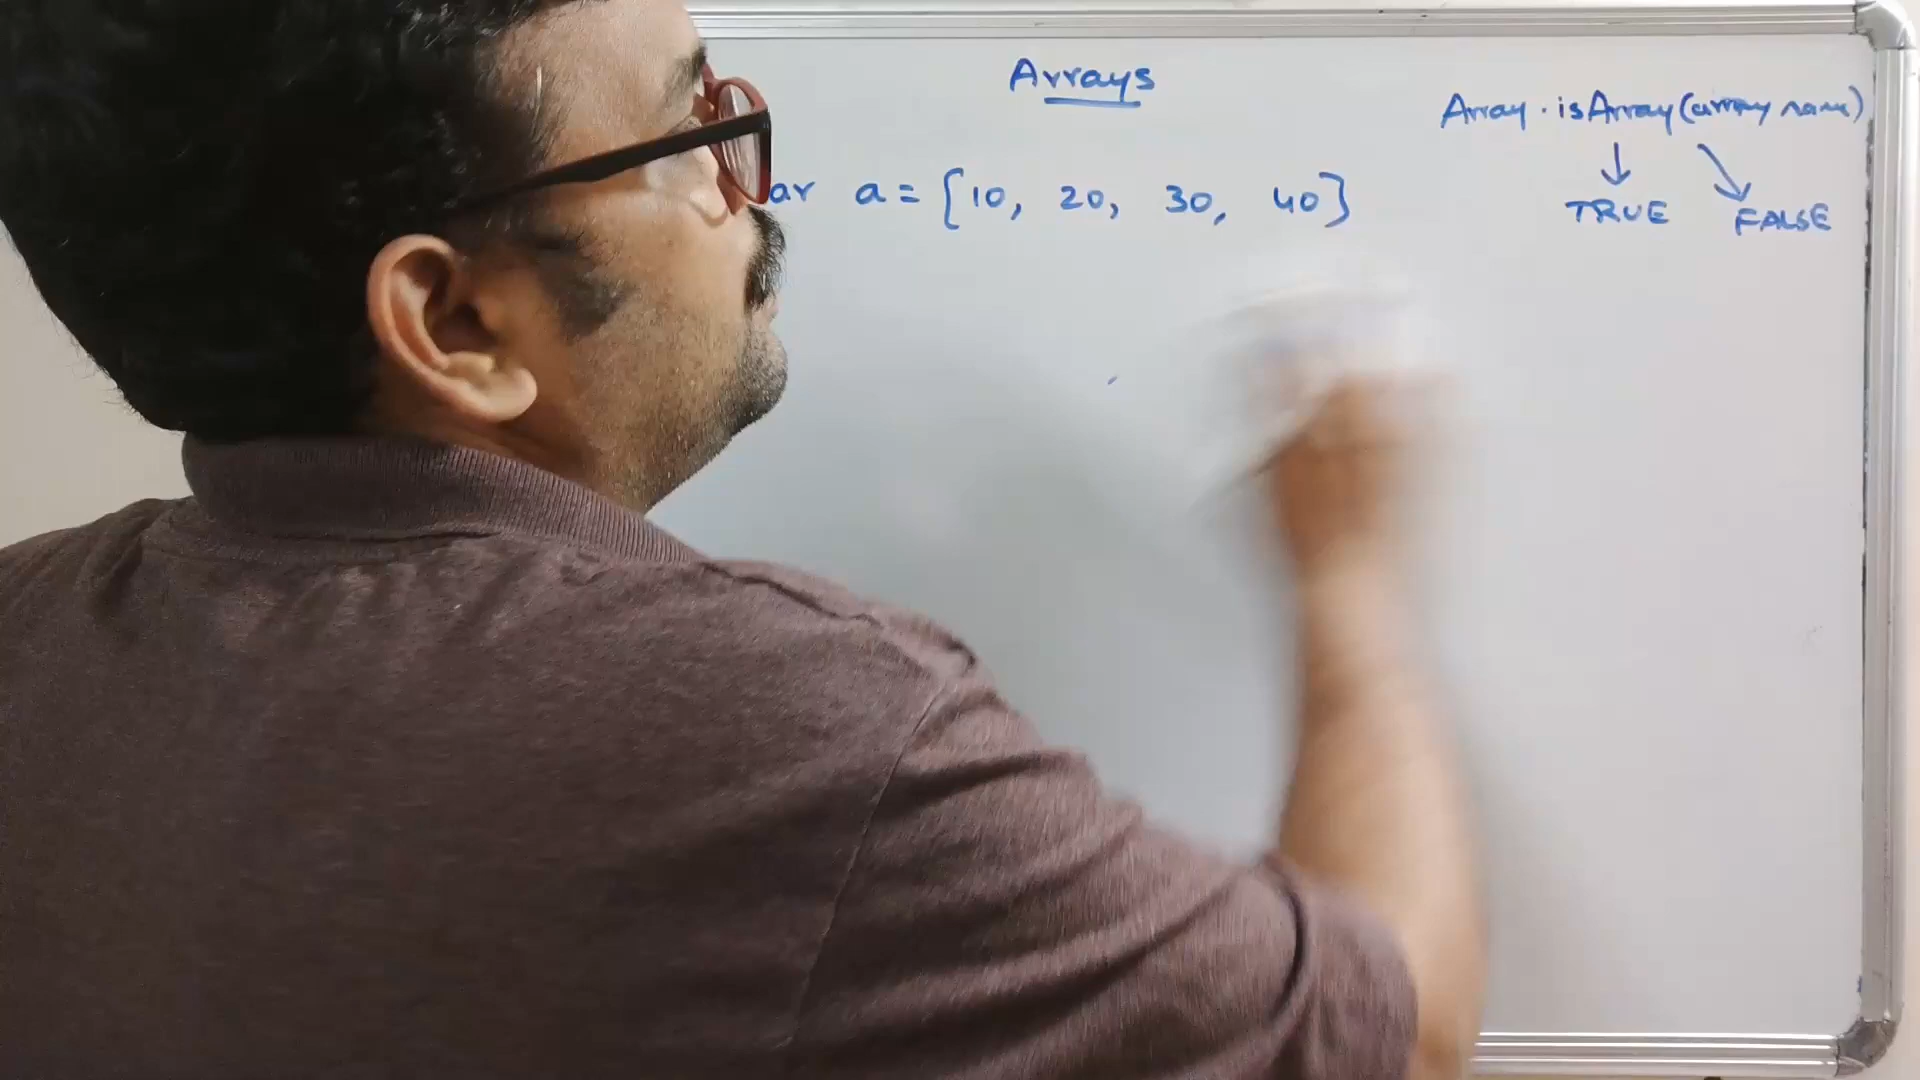 Arrays
Array.isArray(array name)
ar a = [10, 20, 30, 40]
TRUE FALSE